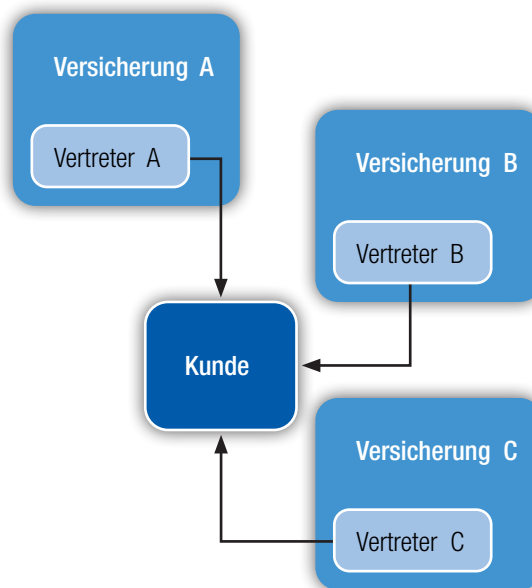 Versicherung A
Vertreter A
Versicherung B
Vertreter B
Kunde
Versicherung C
Vertreter C